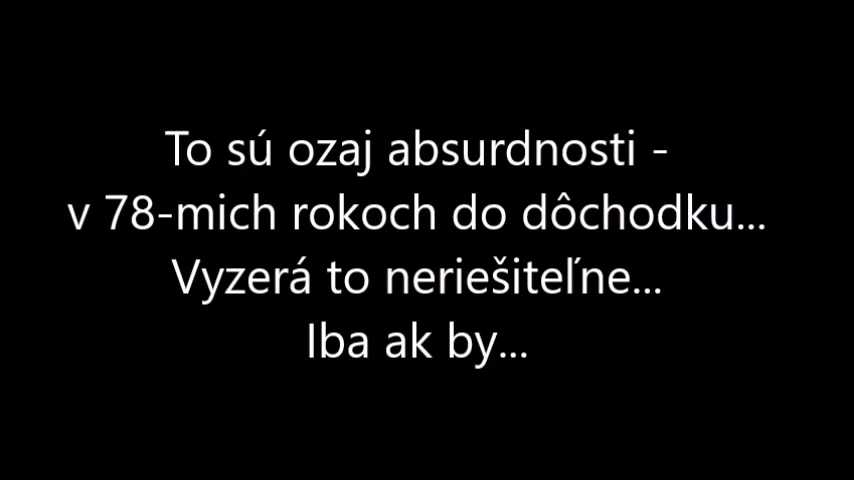 To sú ozaj absurdnosti -
v 78-mich rokoch do dôchodku...
Vyzerá to neriešiteľne...
Iba ak by...